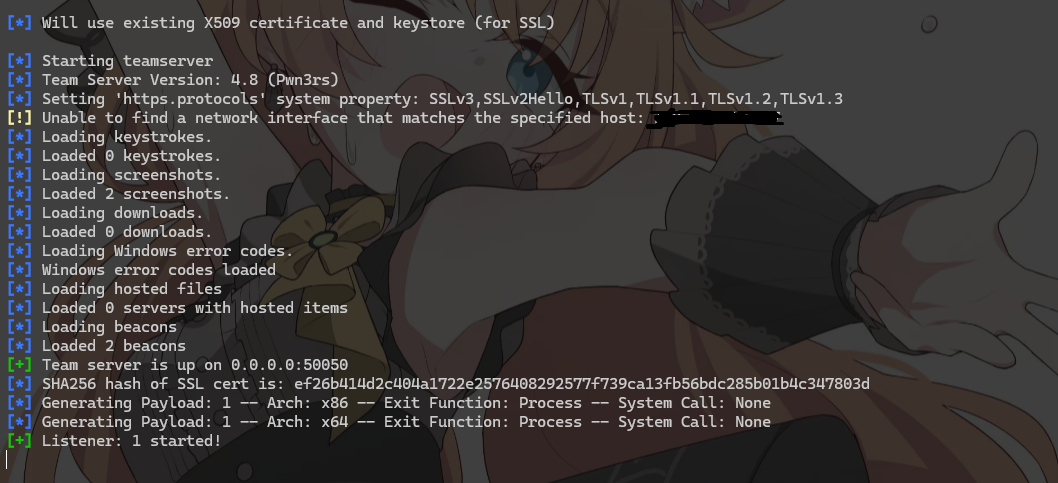 [*] Will use existing X509 certificate and keystore (for SSL)
[*] Starting teamserver
[*] Team Server Version: 4.8 (Pwn3rs)
[*] Setting 'https.protocols' system property: SSLv3,SSLv2Hello,TLSv1,TLSv1.1,TLSv1.2,TLSv1.3
[!] Unable to find a network interface that matches the specified host:
[*] Loading keystrokes.
[*] Loaded 0 keystrokes.
[*] Loading screenshots.
[*] Loaded 2 screenshots.
[*] Loading downloads.
[*] Loaded 0 downloads.
[*] Loading Windows error codes.
[*] Windows error codes loaded
[*] Loading hosted files
[*] Loaded 0 servers with hosted items
[*] Loading beacons
[*] Loaded 2 beacons
[+] Team server is up on 0.0.0.0:50050
[*] SHA256 hash of SSL cert is: ef26b414d2c404a1722e2576408292577f739ca13fb56bdc285b01b4c347803d
[*] Generating Payload: 1 -- Arch: x86 -- Exit Function: Process -- System Call: None
[*] Generating Payload: 1 -- Arch: x64 -- Exit Function: Process -- System Call: None
[+] Listener: 1 started!